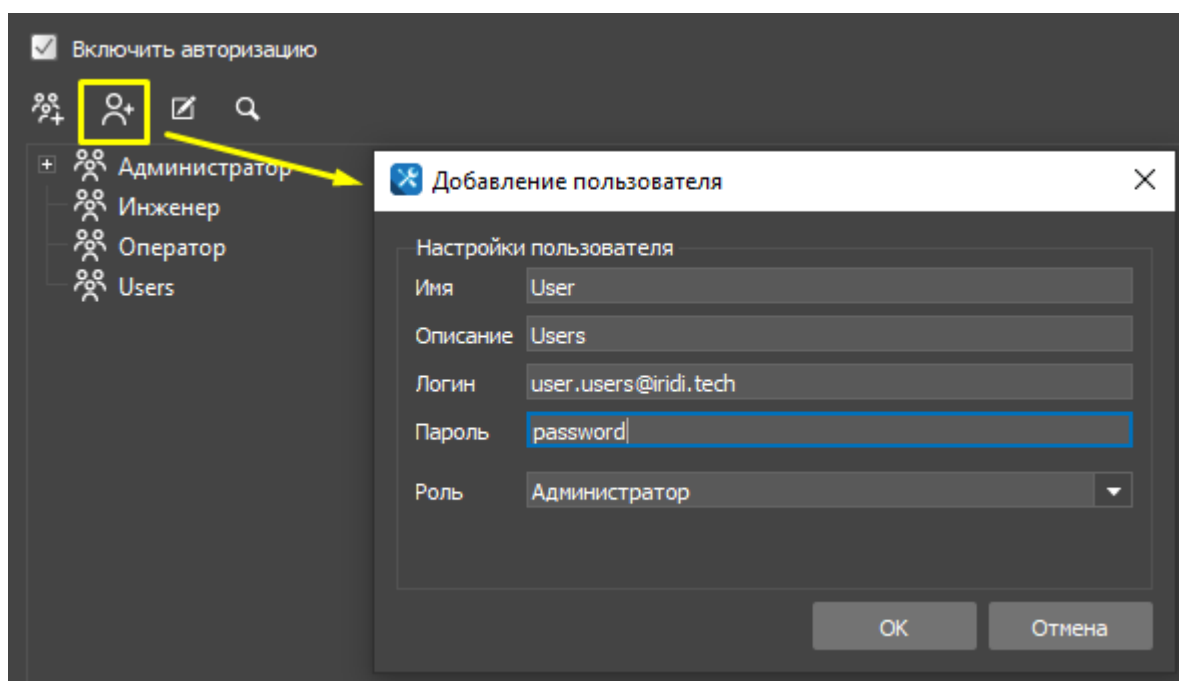 Включить авторизацию
Администратор
Инженер
Оператор
Users
Добавление пользователя
Настройки пользователя
Имя User
Описание Users
Логин user.users@iridi.tech
Пароль password
Роль Администратор
OK Отмена